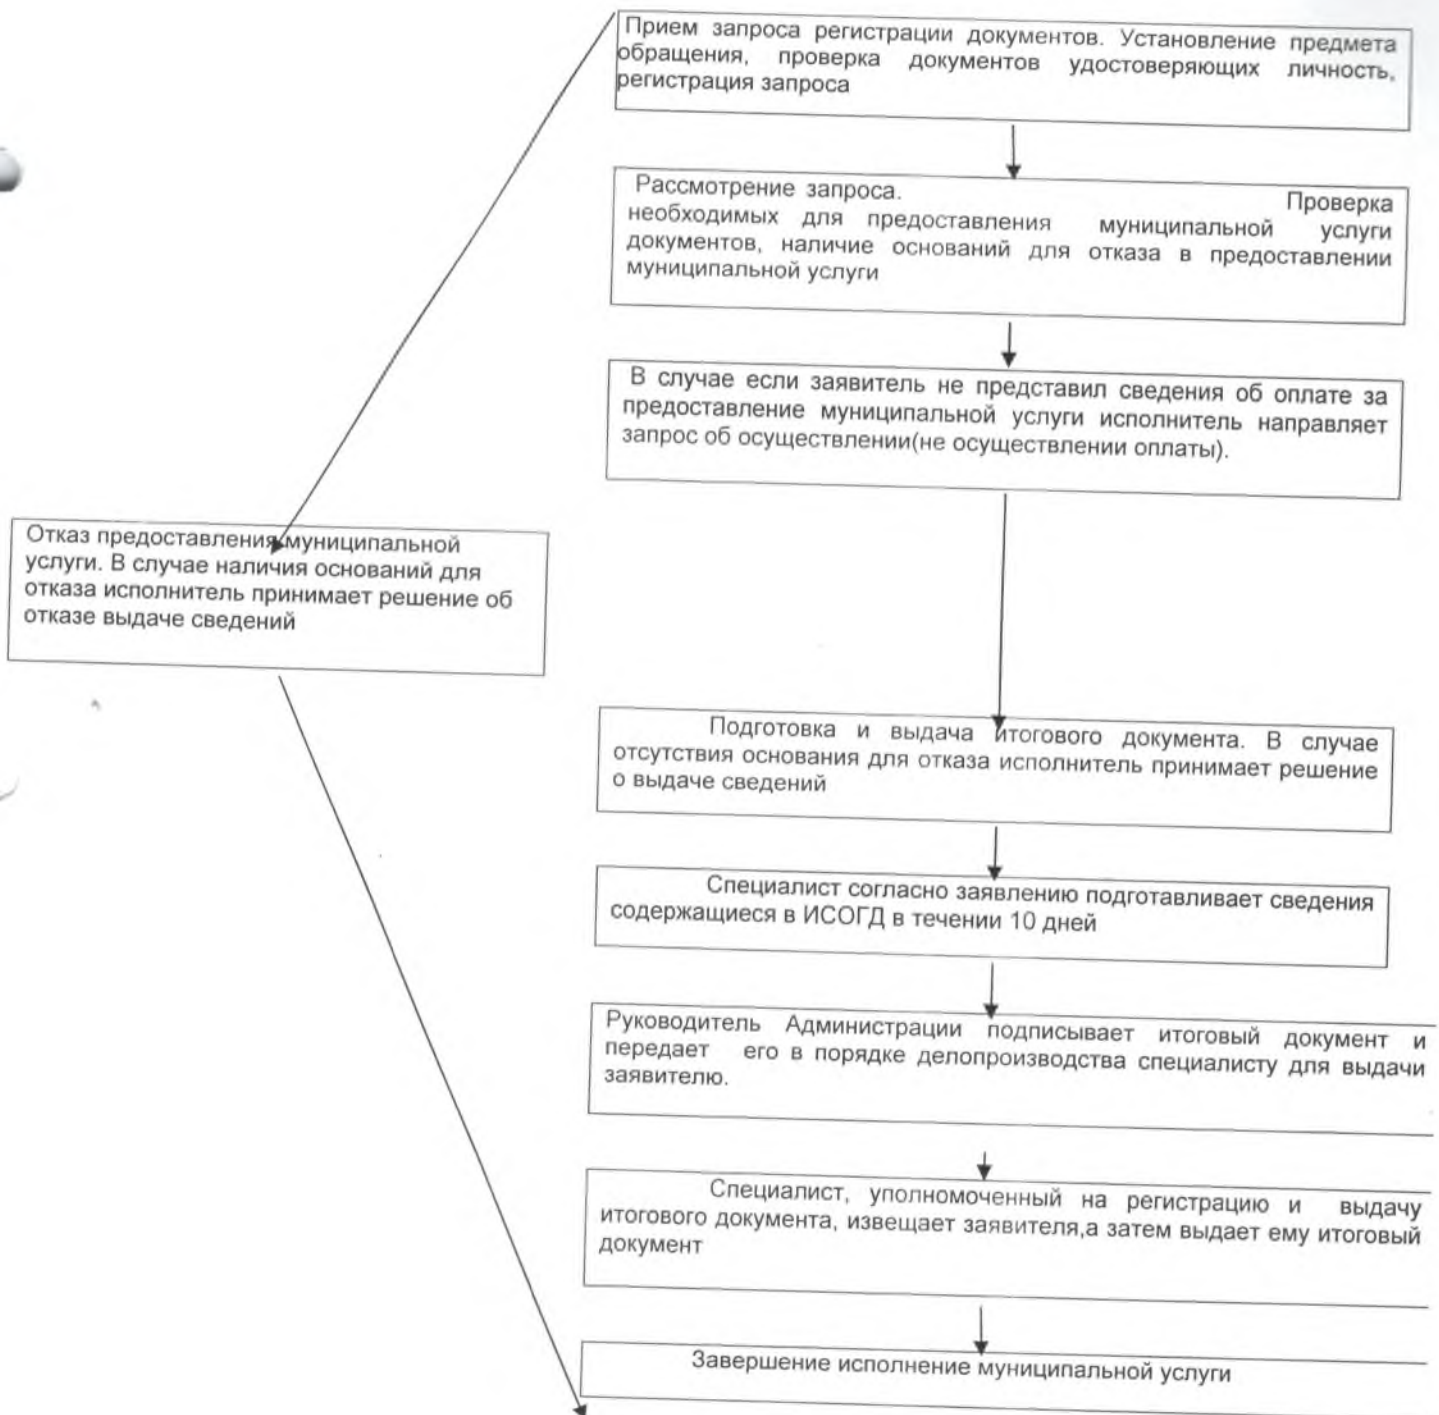 Прием запроса регистрации документов. Установление предмета
обращения, проверка документов удостоверяющих личность,
регистрация запроса
Рассмотрение запроса. Проверка
необходимых для предоставления муниципальной услуги
документов, наличие оснований для отказа в предоставлении
муниципальной услуги
В случае если заявитель не представил сведения об оплате за
предоставление муниципальной услуги исполнитель направляет
запрос об осуществлении(не осуществлении оплаты).
Отказ предоставления муниципальной
услуги. В случае наличия оснований для
отказа исполнитель принимает решение об
отказе выдаче сведений
Подготовка и выдача итогового документа. В случае
отсутствия основания для отказа исполнитель принимает решение
о выдаче сведений
Специалист согласно заявлению подготавливает сведения
содержащиеся в ИСОГД в течении 10 дней
Руководитель Администрации подписывает итоговый документ и
передает его в порядке делопроизводства специалисту для выдачи
заявителю.
Специалист, уполномоченный на регистрацию и выдачу
итогового документа, извещает заявителя,а затем выдает ему итоговый
документ
Завершение исполнение муниципальной услуги